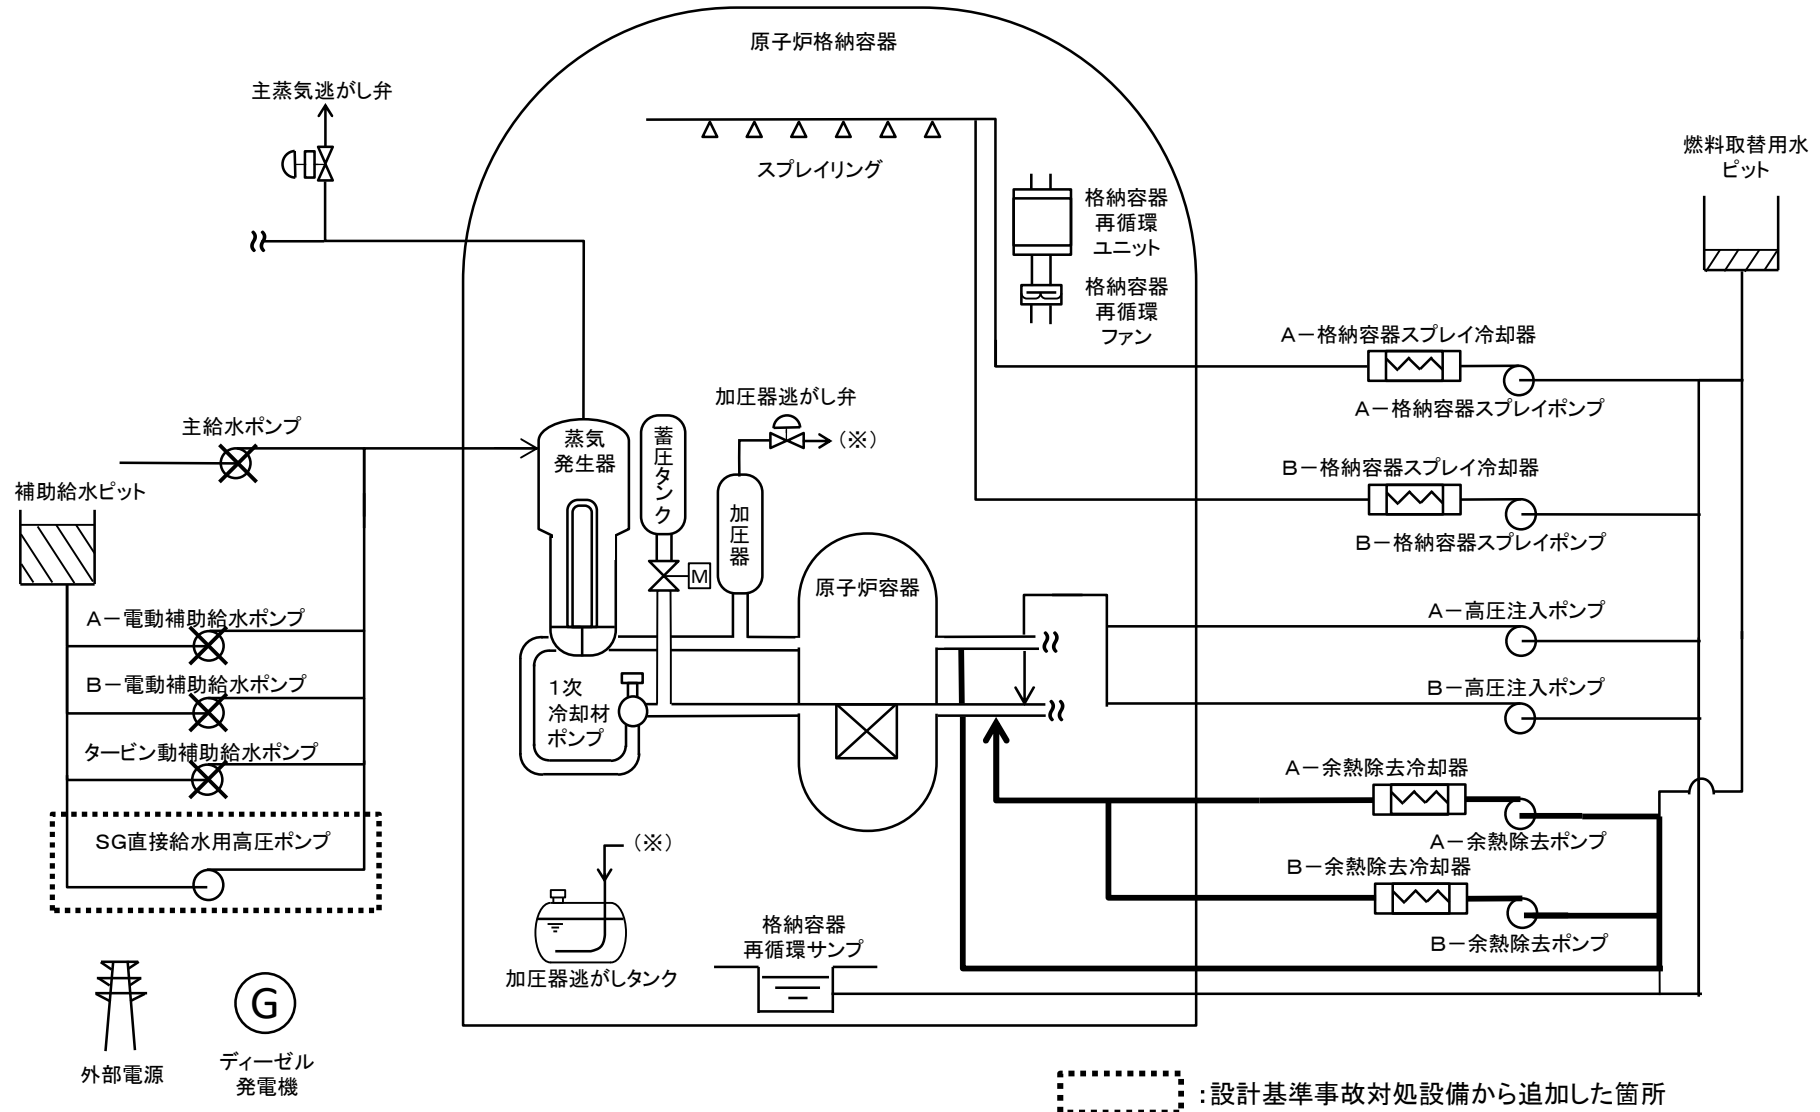 原子炉格納容器
主蒸気逃がし弁
スプレイリング
燃料取替用水
ピット
格納容器
再循環
ユニット
格納容器
再循環
ファン
A－格納容器スプレイ冷却器
A－格納容器スプレイポンプ
加圧器逃がし弁
（※）
主給水ポンプ
蒸気
発生器
蓄圧タンク
加圧器
M
B－格納容器スプレイ冷却器
B－格納容器スプレイポンプ
補助給水ピット
原子炉容器
A－電動補助給水ポンプ
A－高圧注入ポンプ
B－電動補助給水ポンプ
B－高圧注入ポンプ
1次
冷却材
ポンプ
タービン動補助給水ポンプ
A－余熱除去冷却器
A－余熱除去ポンプ
SG直接給水用高圧ポンプ
（※）
B－余熱除去冷却器
B－余熱除去ポンプ
格納容器
再循環サンプ
加圧器逃がしタンク
G
外部電源
ディーゼル
発電機
：設計基準事故対処設備から追加した箇所